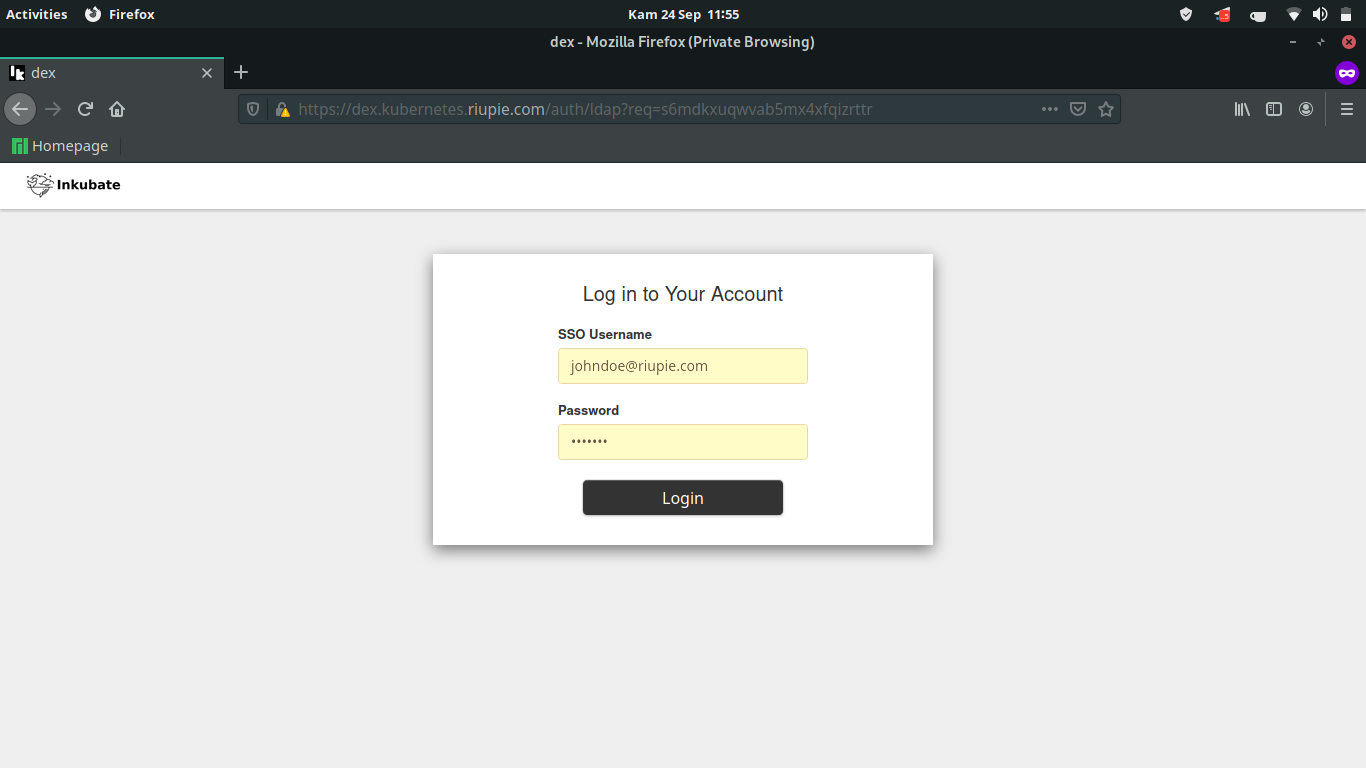 Activities Firefox Kam 24 Sep 11:55
dex - Mozilla Firefox (Private Browsing)
dex
https://dex.kubernetes.riupie.com/auth/ldap?req=s6mdkxuqwvab5mx4xfqizrttr
Homepage
Inkubate
Log in to Your Account
SSO Username
johndoe@riupie.com
Password
•••••••
Login